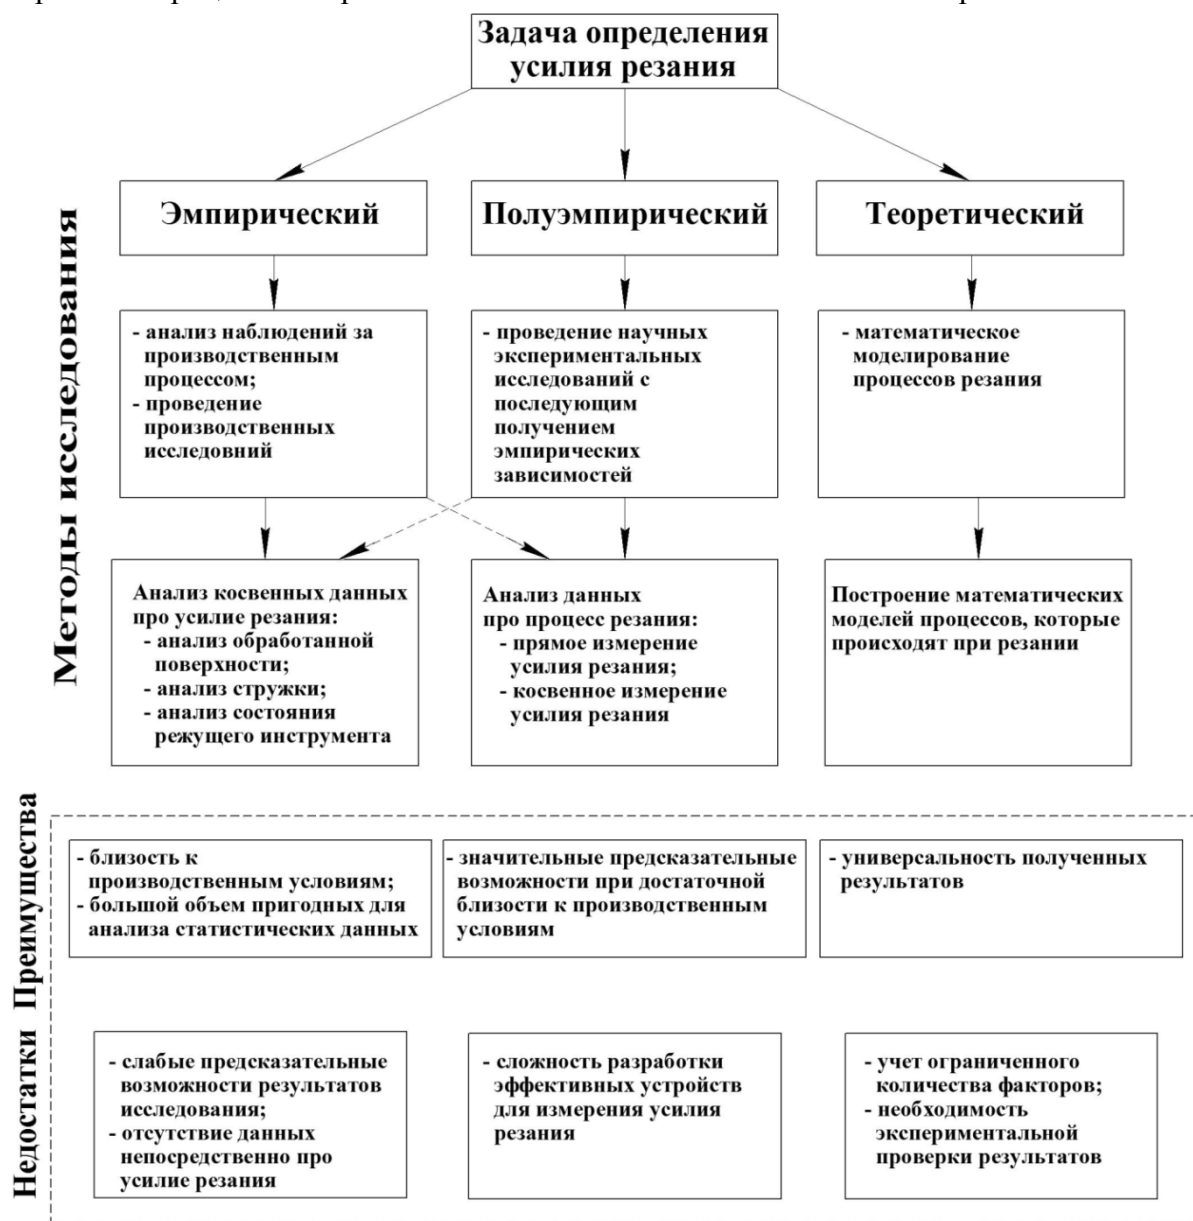 Задача определения
усилия резания
Методы исследования
Эмпирический
Полуэмпирический
Теоретический
- анализ наблюдений за
производственным
процессом;
- проведение
производственных
исследовний
- проведение научных
экспериментальных
исследований с
последующим
получением
эмпирических
зависимостей
- математическое
моделирование
процессов резания
Анализ косвенных данных
про усилие резания:
- анализ обработанной
поверхности;
- анализ стружки;
- анализ состояния
режущего инструмента
Анализ данных
про процесс резания:
- прямое измерение
усилия резания;
- косвенное измерение
усилия резания
Построение математических
моделей процессов, которые
происходят при резании
Преимущества
- близость к
производственным условиям;
- большой объем пригодных для
анализа статистических данных
- значительные предсказательные
возможности при достаточной
близости к производственным
условиям
- универсальность полученных
результатов
Недостатки
- слабые предсказательные
возможности результатов
исследования;
- отсутствие данных
непосредственно про
усилие резания
- сложность разработки
эффективных устройств
для измерения усилия
резания
- учет ограниченного
количества факторов;
- необходимость
экспериментальной
проверки результатов